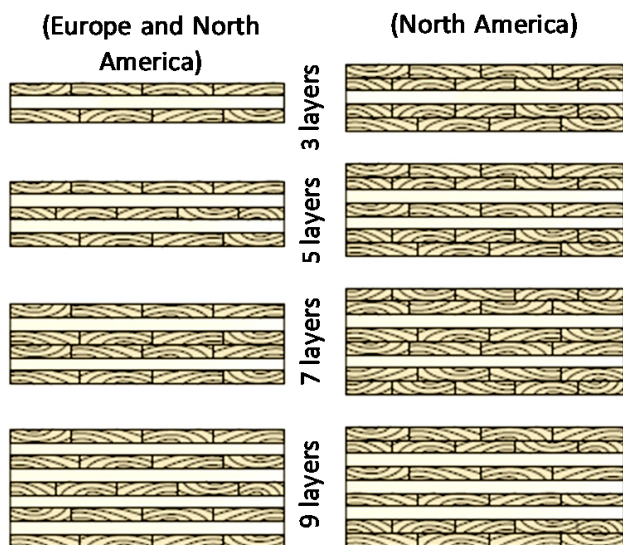 (Europe and North
America)
(North America)
3 layers
5 layers
7 layers
9 layers